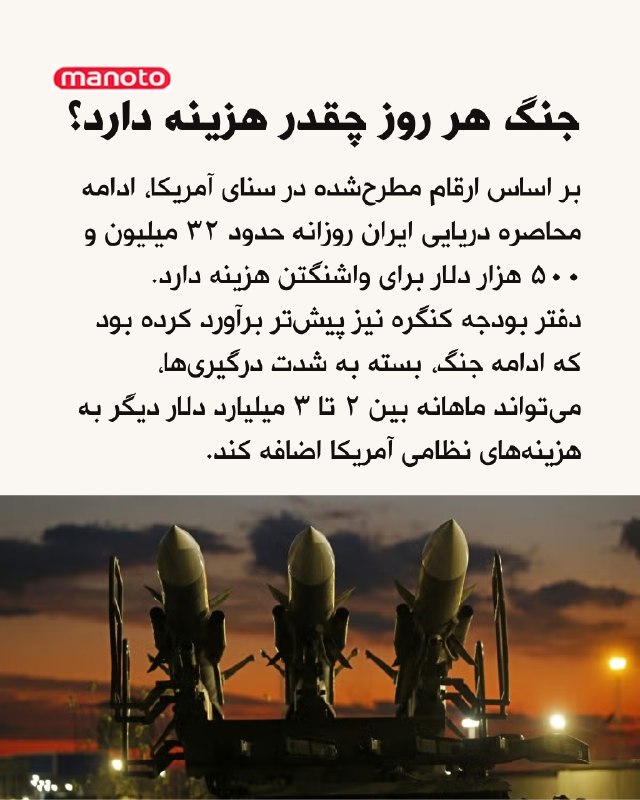 manoto
جنگ هر روز چقدر هزینه دارد؟
بر اساس ارقام مطرح‌شده در سنای آمریکا، ادامه
محاصره دریایی ایران روزانه حدود ۳۲ میلیون و
۵۰۰ هزار دلار برای واشنگتن هزینه دارد.
دفتر بودجه کنگره نیز پیش‌تر برآورد کرده بود
که ادامه جنگ، بسته به شدت درگیری‌ها،
می‌تواند ماهانه بین ۲ تا ۳ میلیارد دلار دیگر به
هزینه‌های نظامی آمریکا اضافه کند.